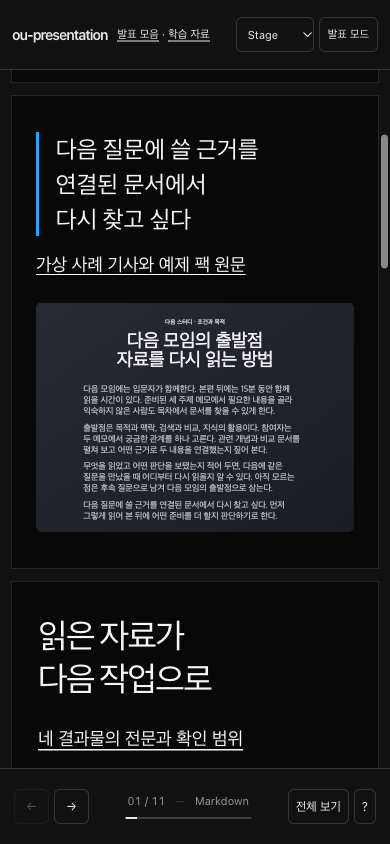 ou-presentation 발표 모음 · 학습 자료 Stage 발표 모드
다음 질문에 쓸 근거를
연결된 문서에서
다시 찾고 싶다
가상 사례 기사와 예제 팩 원문
다음 스터디 · 조건과 목적
다음 모임의 출발점
자료를 다시 읽는 방법
다음 모임에는 입문자가 함께한다. 본편 뒤에는 15분 동안 함께
읽을 시간이 있다. 준비된 세 주제 메모에서 필요한 내용을 골라
익숙하지 않은 사람도 목차에서 문서를 찾을 수 있게 한다.
출발점은 목적과 맥락, 검색과 비교, 지식의 활용이다. 참여자는
두 메모에서 궁금한 관계를 하나 고른다. 관련 개념과 비교 문서를
펼쳐 보고 어떤 근거로 두 내용을 연결했는지 짚어 본다.
무엇을 읽었고 어떤 판단을 보탰는지 적어 두면, 다음에 같은
질문을 만났을 때 어디부터 다시 읽을지 알 수 있다. 아직 모르는
점은 후속 질문으로 남겨 다음 모임의 출발점으로 삼는다.
다음 질문에 쓸 근거를 연결된 문서에서 다시 찾고 싶다. 먼저
그렇게 읽어 본 뒤에 어떤 준비를 더 할지 판단하기로 한다.
읽은 자료가
다음 작업으로
네 결과물의 전문과 확인 범위
← → 01 / 11 — Markdown 전체 보기 ?